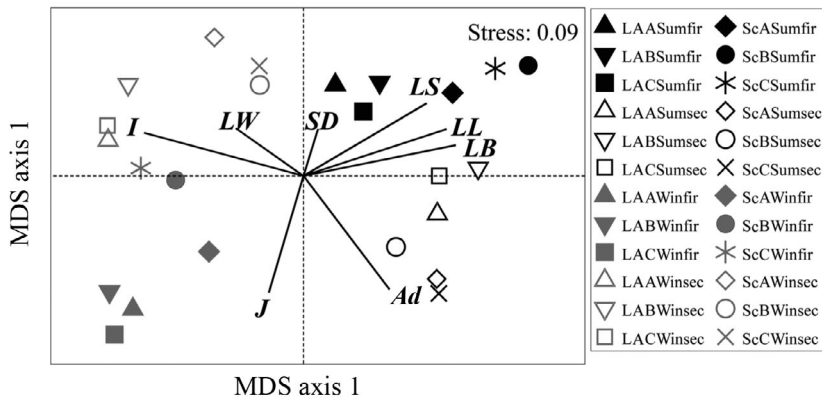 Stress: 0.09
LS
I
LW
SD
LL
LB
J
Ad
MDS axis 1
MDS axis 1
LAASumfir
LABSumfir
LACSumfir
LAASumsec
LABSumsec
LACSumsec
LAAWinfir
LABWinfir
LACWinfir
LAAWinsec
LABWinsec
LACWinsec
ScASumfir
ScBSumfir
ScCSumfir
ScASumsec
ScBSumsec
ScCSumsec
ScAWinfir
ScBWinfir
ScCWinfir
ScAWinsec
ScBWinsec
ScCWinsec